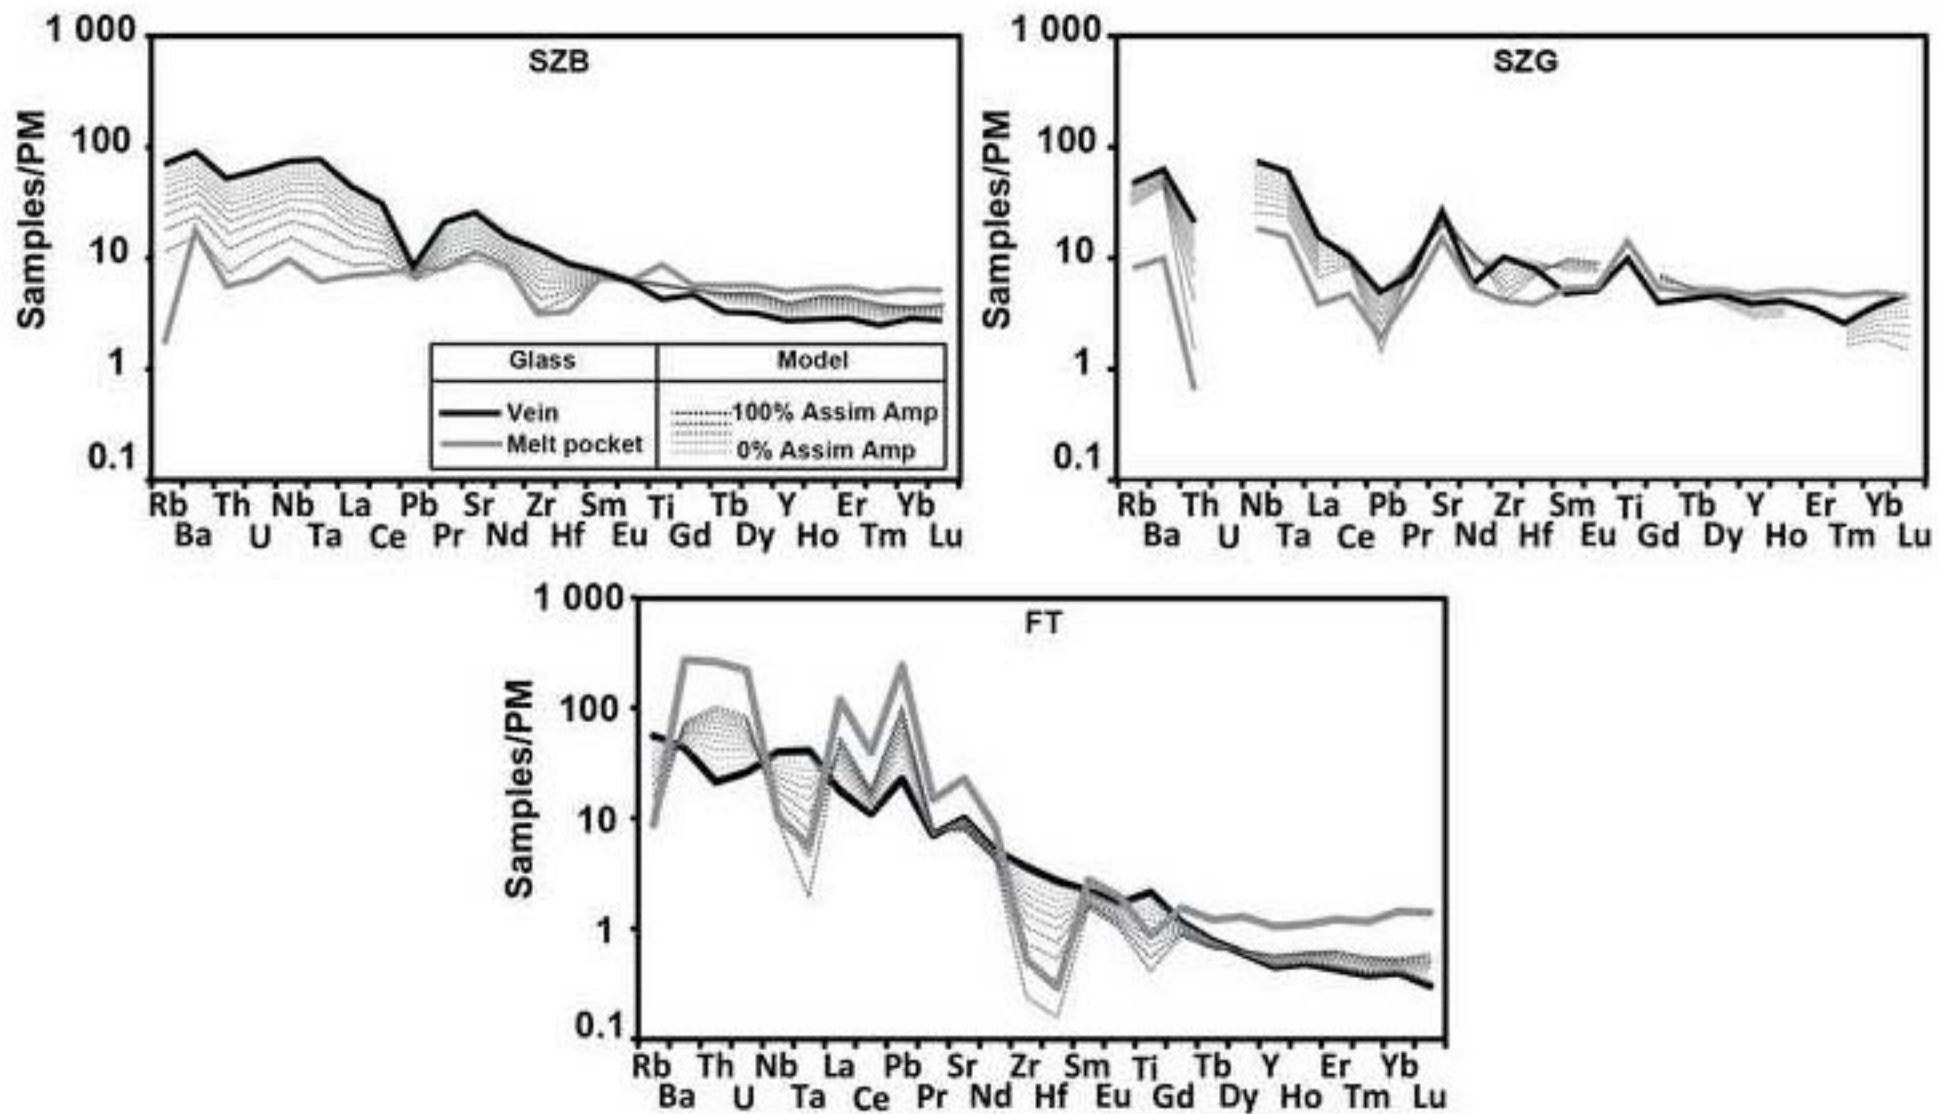 SZB
1 000
100
10
1
0.1
Samples/PM
Glass Model
Vein 100% Assim Amp
Melt pocket 0% Assim Amp
Rb Th Nb La Pb Sr Zr Sm Ti Tb Y Er Yb
Ba U Ta Ce Pr Nd Hf Eu Gd Dy Ho Tm Lu
SZG
1 000
100
10
1
0.1
Samples/PM
Rb Th Nb La Pb Sr Zr Sm Ti Tb Y Er Yb
Ba U Ta Ce Pr Nd Hf Eu Gd Dy Ho Tm Lu
FT
1 000
100
10
1
0.1
Samples/PM
Rb Th Nb La Pb Sr Zr Sm Ti Tb Y Er Yb
Ba U Ta Ce Pr Nd Hf Eu Gd Dy Ho Tm Lu